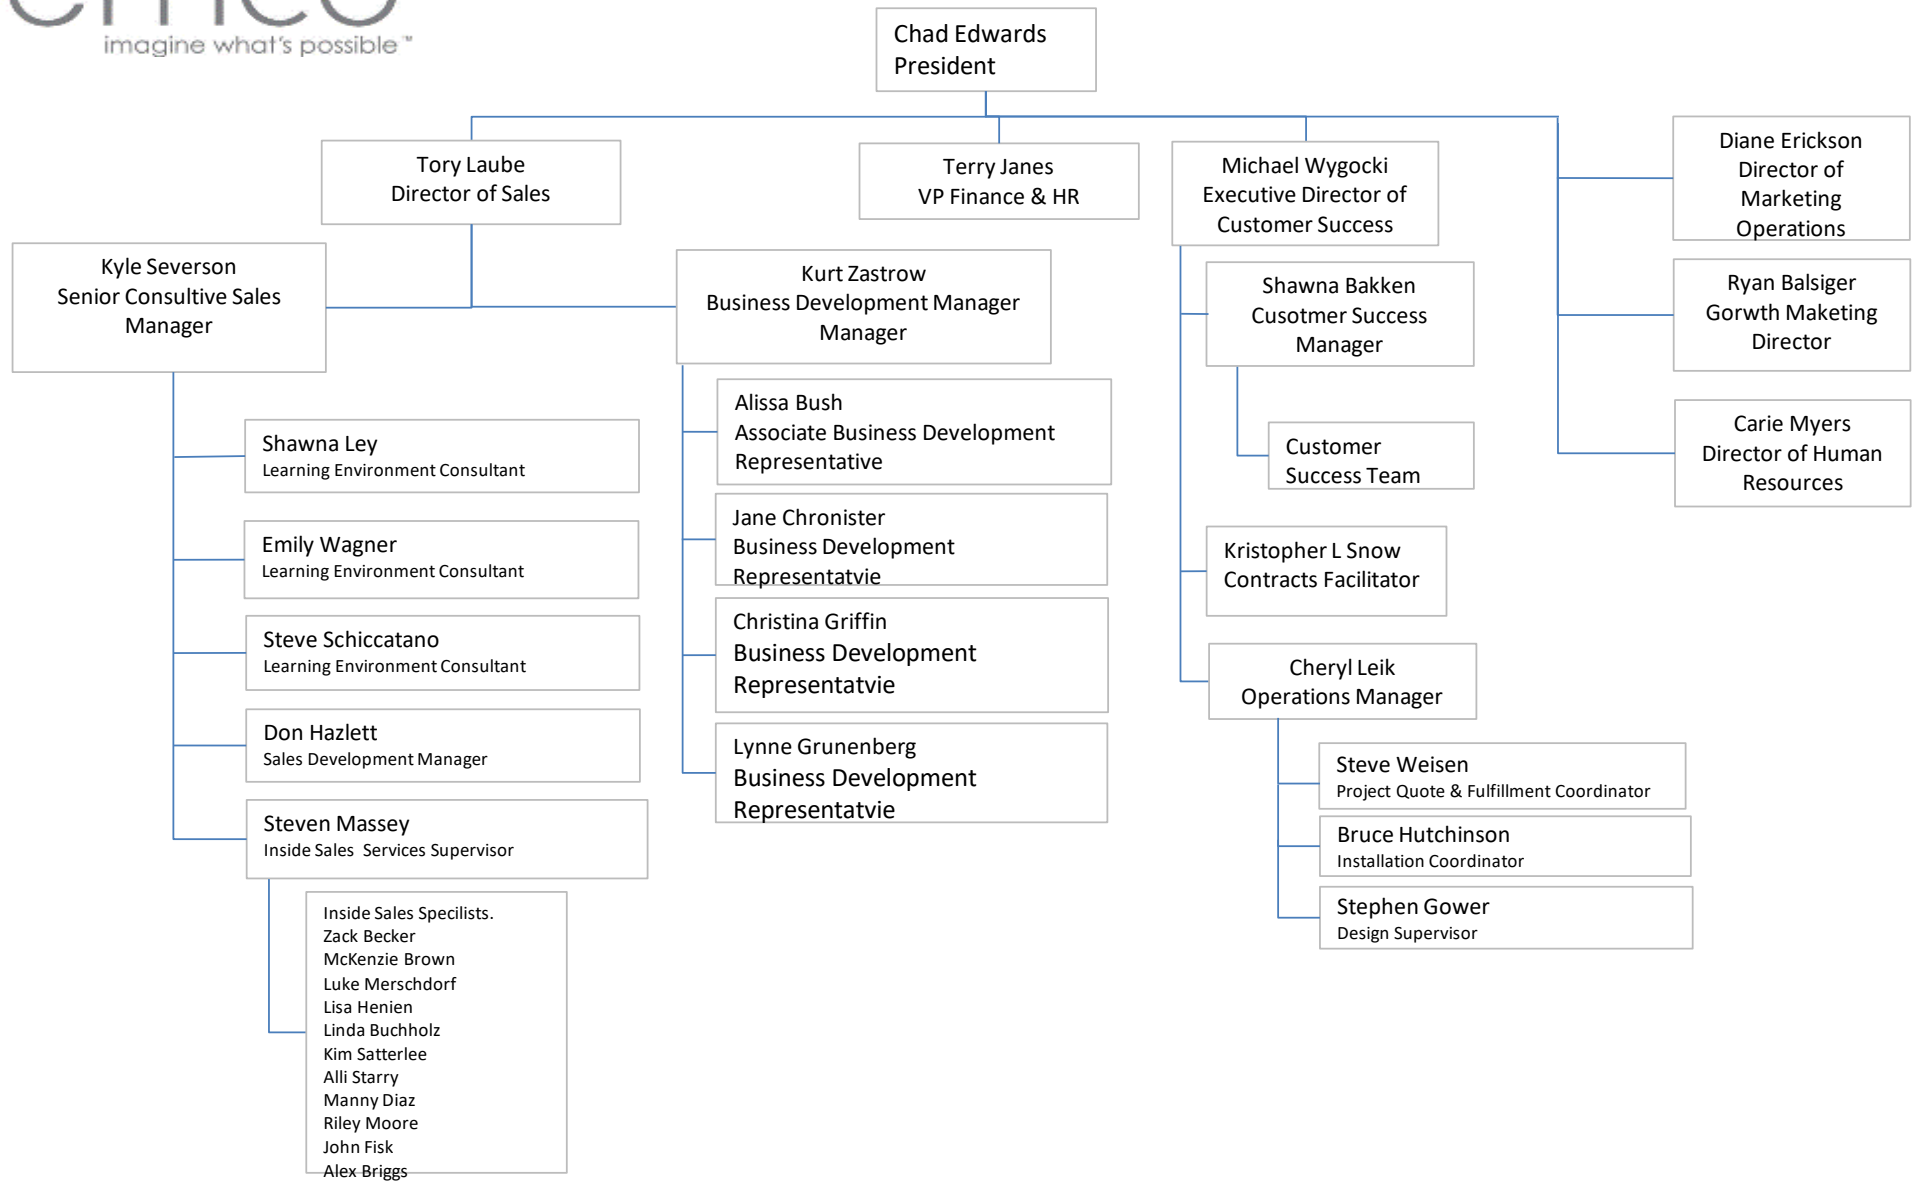 imagine what's possible™
Chad Edwards
President
Tory Laube
Director of Sales
Terry Janes
VP Finance & HR
Michael Wygocki
Executive Director of
Customer Success
Diane Erickson
Director of
Marketing
Operations
Kyle Severson
Senior Consultive Sales
Manager
Kurt Zastrow
Business Development Manager
Manager
Shawna Bakken
Cusotmer Success
Manager
Ryan Balsiger
Gorwth Maketing
Director
Carie Myers
Director of Human
Resources
Shawna Ley
Learning Environment Consultant
Emily Wagner
Learning Environment Consultant
Steve Schiccatano
Learning Environment Consultant
Don Hazlett
Sales Development Manager
Steven Massey
Inside Sales  Services Supervisor
Inside Sales Specilists.
Zack Becker
McKenzie Brown
Luke Merschdorf
Lisa Henien
Linda Buchholz
Kim Satterlee
Alli Starry
Manny Diaz
Riley Moore
John Fisk
Alex Briggs
Alissa Bush
Associate Business Development
Representative
Jane Chronister
Business Development
Representatvie
Christina Griffin
Business Development
Representatvie
Lynne Grunenberg
Business Development
Representatvie
Customer
Success Team
Kristopher L Snow
Contracts Facilitator
Cheryl Leik
Operations Manager
Steve Weisen
Project Quote & Fulfillment Coordinator
Bruce Hutchinson
Installation Coordinator
Stephen Gower
Design Supervisor